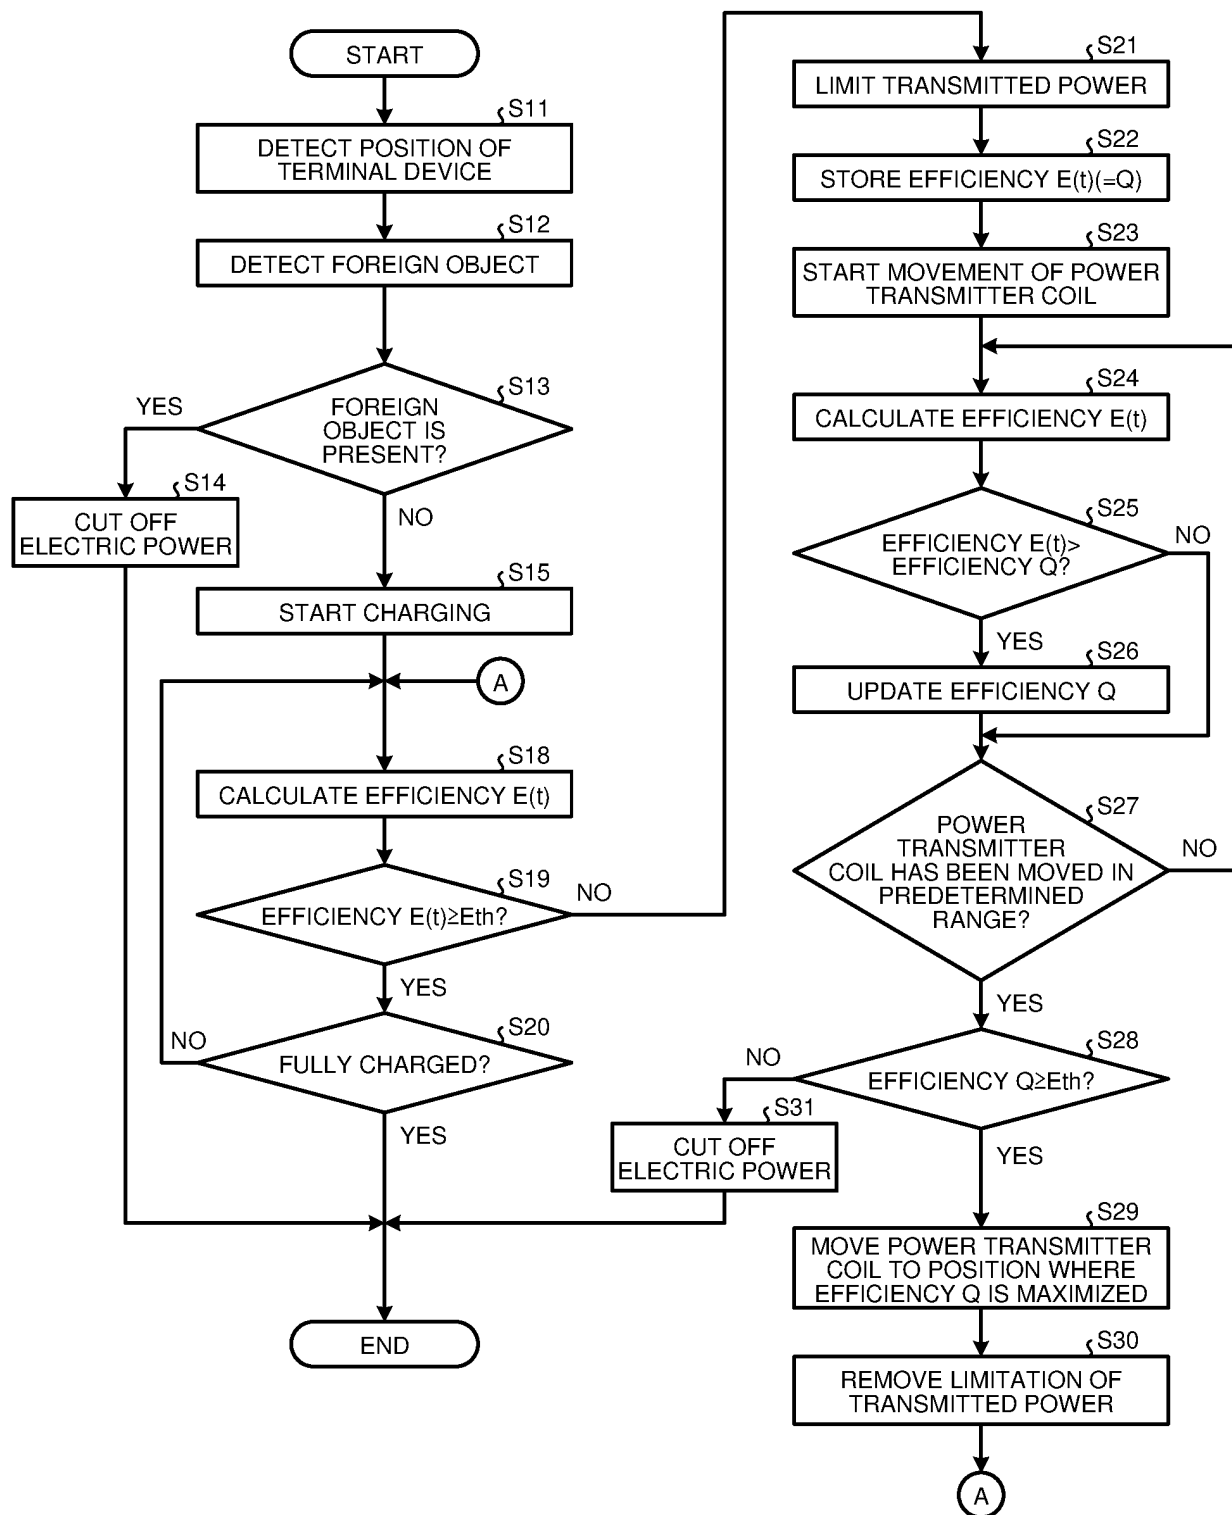 START
S11
DETECT POSITION OF
TERMINAL DEVICE
S12
DETECT FOREIGN OBJECT
S13
FOREIGN
OBJECT IS
PRESENT?
YES
NO
S14
CUT OFF
ELECTRIC POWER
S15
START CHARGING
A
S18
CALCULATE EFFICIENCY E(t)
S19
EFFICIENCY E(t)≥Eth?
NO
YES
S20
FULLY CHARGED?
NO
YES
END
S21
LIMIT TRANSMITTED POWER
S22
STORE EFFICIENCY E(t)(=Q)
S23
START MOVEMENT OF POWER
TRANSMITTER COIL
S24
CALCULATE EFFICIENCY E(t)
S25
EFFICIENCY E(t)>
EFFICIENCY Q?
NO
YES
S26
UPDATE EFFICIENCY Q
S27
POWER
TRANSMITTER
COIL HAS BEEN MOVED IN
PREDETERMINED
RANGE?
NO
YES
S28
EFFICIENCY Q≥Eth?
NO
YES
S31
CUT OFF
ELECTRIC POWER
S29
MOVE POWER TRANSMITTER
COIL TO POSITION WHERE
EFFICIENCY Q IS MAXIMIZED
S30
REMOVE LIMITATION OF
TRANSMITTED POWER
A